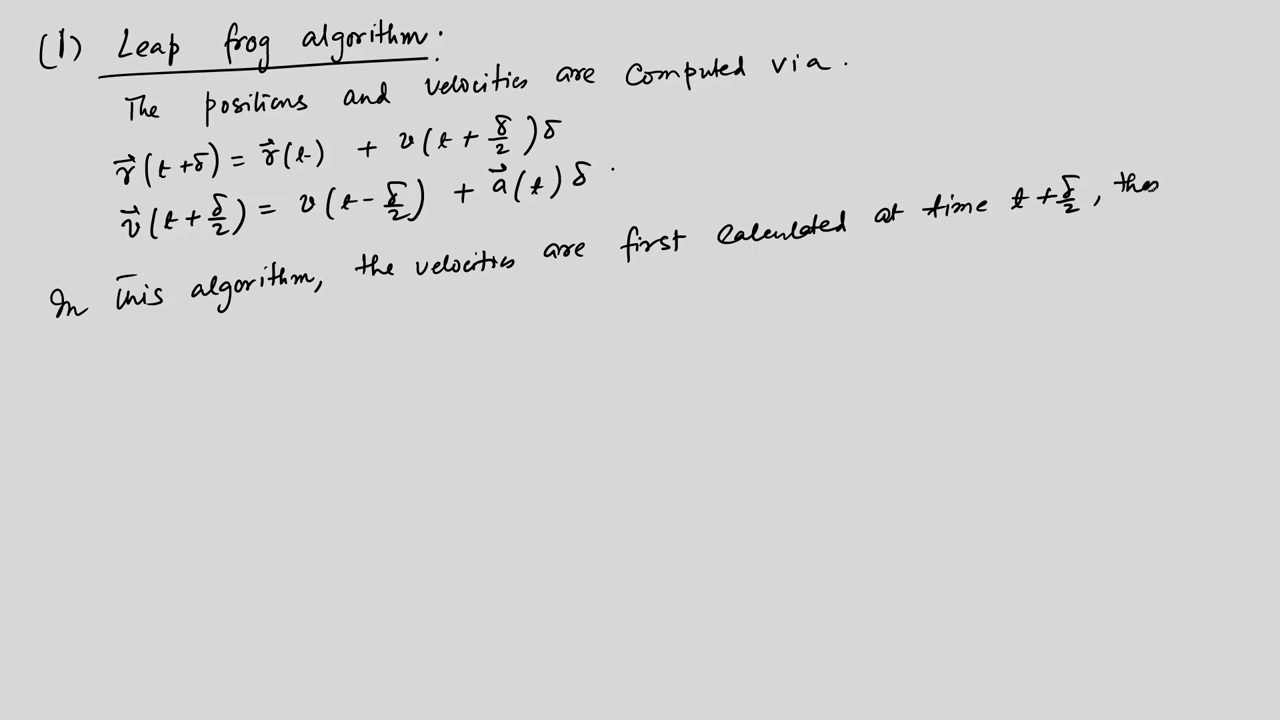 (1) Leap frog algorithm.
The positions and velocities are computed via.
r⃗(t+δ) = r⃗(t) + v(t + δ/2)δ
v⃗(t+δ/2) = v(t-δ/2) + a⃗(t)δ.
In this algorithm, the velocities are first calculated at time t+δ/2, thes